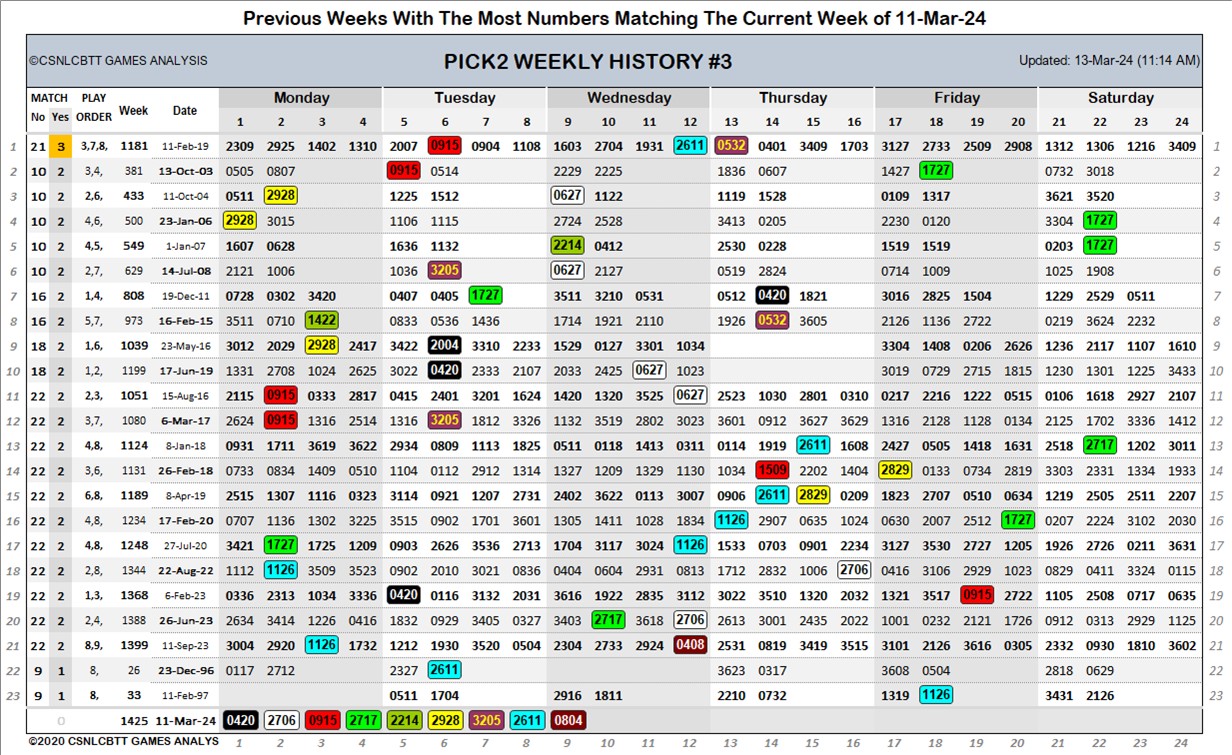 Previous Weeks With The Most Numbers Matching The Current Week of 11-Mar-24
©CSNLCBTT GAMES ANALYSIS PICK2 WEEKLY HISTORY #3 Updated: 13-Mar-24 (11:14 AM)
MATCH PLAY Week Date Monday Tuesday Wednesday Thursday Friday Saturday
No Yes ORDER 1 2 3 4 5 6 7 8 9 10 11 12 13 14 15 16 17 18 19 20 21 22 23 24
1 21 3 3,7,8, 1181 11-Feb-19 2309 2925 1402 1310 2007 0915 0904 1108 1603 2704 1931 2611 0532 0401 3409 1703 3127 2733 2509 2908 1312 1306 1216 3409 1
2 10 2 3,4, 381 13-Oct-03 0505 0807 0915 0514 2229 2225 1836 0607 1427 1727 0732 3018 2
3 10 2 2,6, 433 11-Oct-04 0511 2928 1225 1512 0627 1122 1119 1528 0109 1317 3621 3520 3
4 10 2 4,6, 500 23-Jan-06 2928 3015 1106 1115 2724 2528 3413 0205 2230 0120 3304 1727 4
5 10 2 4,5, 549 1-Jan-07 1607 0628 1636 1132 2214 0412 2530 0228 1519 1519 0203 1727 5
6 10 2 2,7, 629 14-Jul-08 2121 1006 1036 3205 0627 2127 0519 2824 0714 1009 1025 1908 6
7 16 2 1,4, 808 19-Dec-11 0728 0302 3420 0407 0405 1727 3511 3210 0531 0512 0420 1821 3016 2825 1504 1229 2529 0511 7
8 16 2 5,7, 973 16-Feb-15 3511 0710 1422 0833 0536 1436 1714 1921 2110 1926 0532 3605 2126 1136 2722 0219 3624 2232 8
9 18 2 1,6, 1039 23-May-16 3012 2029 2928 2417 3422 2004 3310 2233 1529 0127 3301 1034 3304 1408 0206 2626 1236 2117 1107 1610 9
10 18 2 1,2, 1199 17-Jun-19 1331 2708 1024 2625 3022 0420 2333 2107 2033 2425 0627 1023 3019 0729 2715 1815 1230 1301 1225 3433 10
11 22 2 2,3, 1051 15-Aug-16 2115 0915 0333 2817 0415 2401 3201 1624 1420 1320 3525 0627 2523 1030 2801 0310 0217 2216 1222 0515 0106 1618 2927 2107 11
12 22 2 3,7, 1080 6-Mar-17 2624 0915 1316 2514 1326 3205 1812 3326 1132 3519 2802 3023 3601 0912 3627 3629 1316 2128 1128 0134 2125 1702 3336 1412 12
13 22 2 4,8, 1124 8-Jan-18 0931 1711 3619 3622 0534 0809 1113 1825 0511 0118 1413 0311 0114 1919 2611 1608 2427 0505 1418 1631 2518 2717 1202 3011 13
14 22 2 3,6, 1131 26-Feb-18 0733 0834 1409 0510 1104 0112 2912 1314 1327 1209 1329 1130 1034 1509 2202 1404 2829 0133 0734 2819 3303 2331 1334 1933 14
15 22 2 6,8, 1189 8-Apr-19 2515 1307 1116 0323 3114 0921 1207 2731 2402 3622 0113 3007 0906 2611 2829 0209 1823 2707 0510 0634 1219 2505 2511 2207 15
16 22 2 4,8, 1234 17-Feb-20 0707 1136 2718 3225 3515 0902 1701 3601 1305 1411 1028 1834 1126 2907 0635 1024 0630 2007 2512 1727 0207 2224 3102 2030 16
17 22 2 4,8, 1248 27-Jul-20 3421 1727 1725 1209 0903 2626 3536 2713 1704 3117 3024 1126 1533 0703 0901 2234 3127 3530 2727 1205 1926 2726 0211 3631 17
18 22 2 2,8, 1344 22-Aug-22 1112 1126 3509 3523 0902 2010 3021 0836 0404 0604 2931 0813 1712 2832 1006 2706 0416 3106 2929 1023 0829 0411 3324 0115 18
19 22 2 1,3, 1368 6-Feb-23 0336 2313 1034 3336 0420 0116 3132 2031 3616 1922 2835 3112 3022 3510 1320 2032 1321 3517 0915 2722 1105 2508 0717 0635 19
20 22 2 2,4, 1388 26-Jun-23 2634 3414 1226 0416 1832 0929 3405 0327 3403 2717 3618 2706 2613 3001 2435 2022 1001 0232 2121 1726 0912 0313 2929 1125 20
21 22 2 8,9, 1399 11-Sep-23 3004 2920 1126 1732 1212 1930 3520 0504 2304 2733 2924 0408 2531 0819 3419 3515 3101 2126 3616 0305 2332 0930 1810 3602 21
22 9 1 8, 26 23-Dec-96 0117 2712 2327 2611 3623 0317 3608 0504 2818 0629 22
23 9 1 8, 33 11-Feb-97 0511 1704 2916 1811 2210 0732 1319 1126 3431 2126 23
0 1425 11-Mar-24 0420 2706 0915 2717 2214 2928 3205 2611 0804
©2020 CSNLCBTT GAMES ANALYS 1 2 3 4 5 6 7 8 9 10 11 12 13 14 15 16 17 18 19 20 21 22 23 24